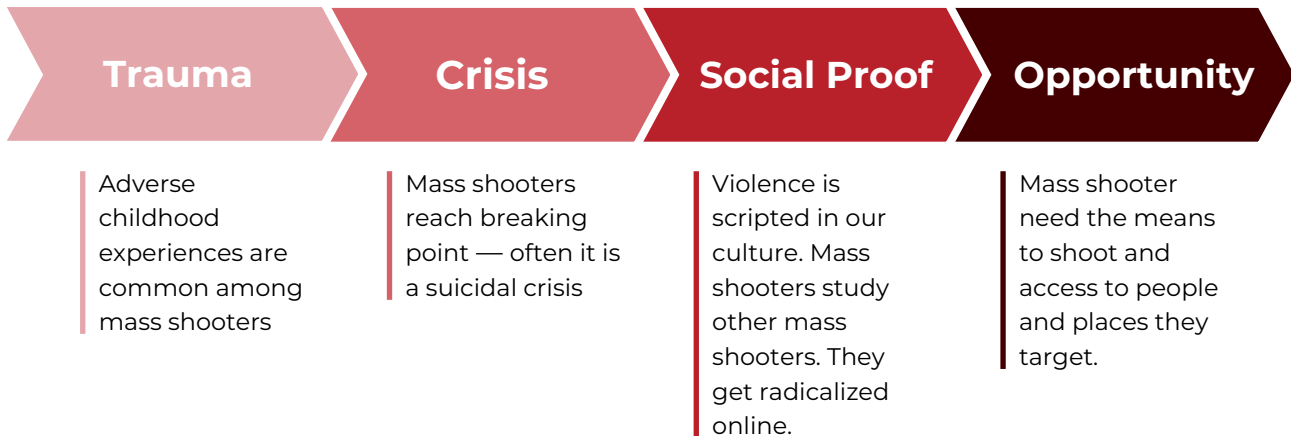 Trauma
Crisis
Social Proof
Opportunity
Adverse
childhood
experiences are
common among
mass shooters
Mass shooters
reach breaking
point — often it is
a suicidal crisis
Violence is
scripted in our
culture. Mass
shooters study
other mass
shooters. They
get radicalized
online.
Mass shooter
need the means
to shoot and
access to people
and places they
target.